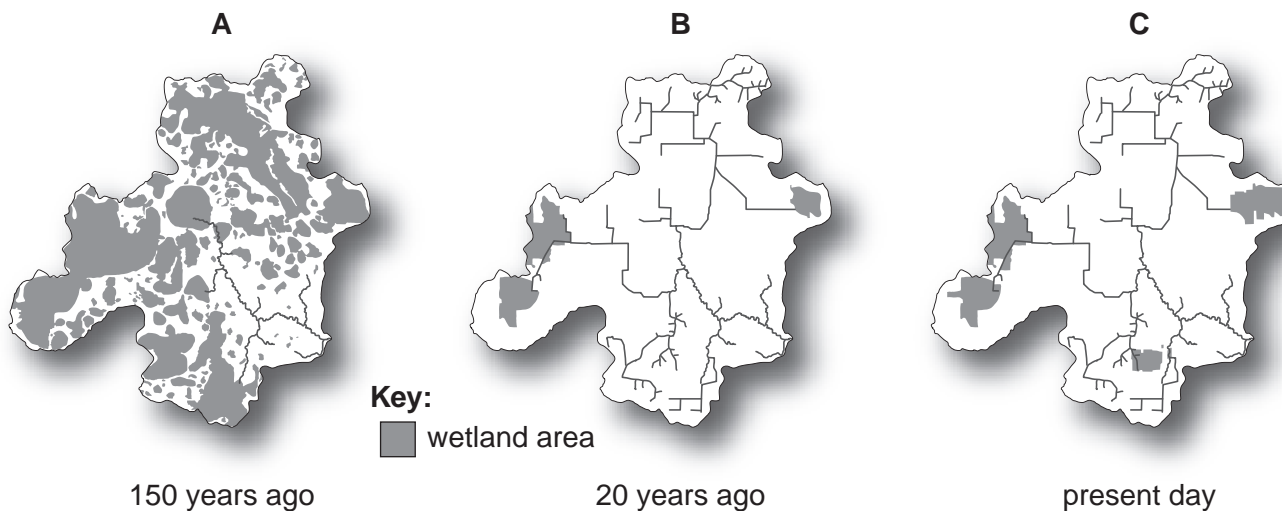 A
B
C
Key:
wetland area
150 years ago
20 years ago
present day